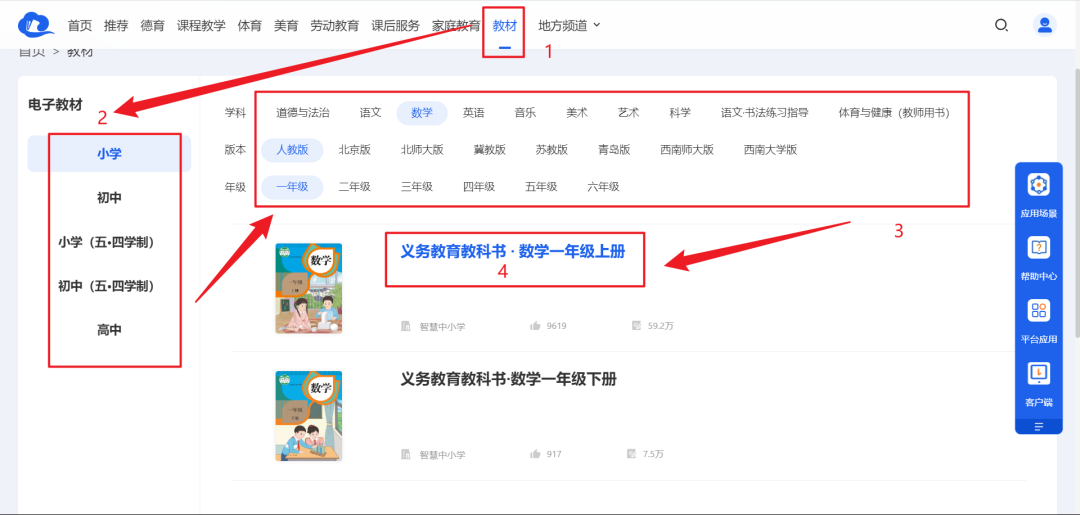 首页 推荐 德育 课程教学 体育 美育 劳动教育 课后服务 家庭教育 教材 地方频道
1
首页 > 教材
电子教材
2
小学
初中
小学（五•四学制）
初中（五•四学制）
高中
学科 道德与法治 语文 数学 英语 音乐 美术 艺术 科学 语文·书法练习指导 体育与健康（教师用书）
版本 人教版 北京版 北师大版 冀教版 苏教版 青岛版 西南师大版 西南大学版
年级 一年级 二年级 三年级 四年级 五年级 六年级
3
数学
一年级
上册
义务教育教科书·数学一年级上册
4
智慧中小学 9619 59.2万
数学
一年级
下册
义务教育教科书·数学一年级下册
智慧中小学 917 7.5万
应用场景
帮助中心
平台应用
客户端